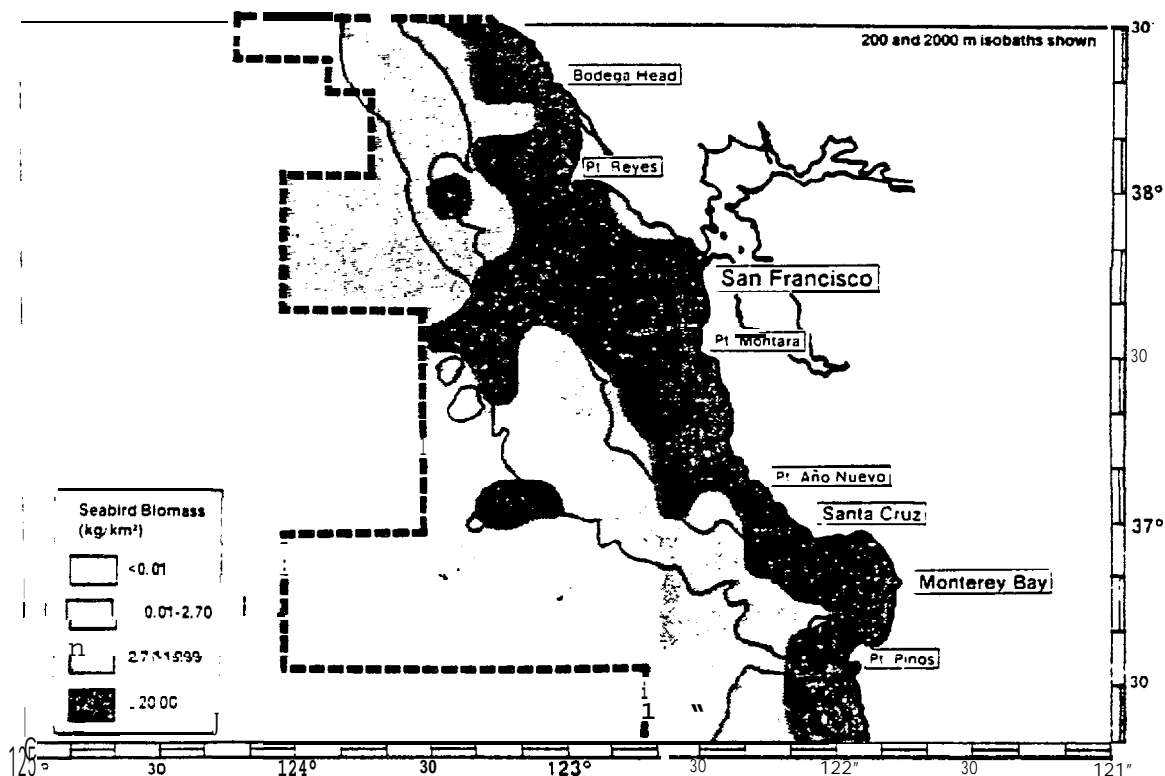 30'
200 and 2000 m isobaths shown
Bodega Head
Pt Reyes
38°
San Francisco
Pt Montara
30
Pt Año Nuevo
Santa Cruz
37°
Monterey Bay
Pt Pinos
30
Seabird Biomass
(kg/km²)
<0.01
0.01-2.70
n
1 "
30
124°
30
123°
30
122°
30
121°